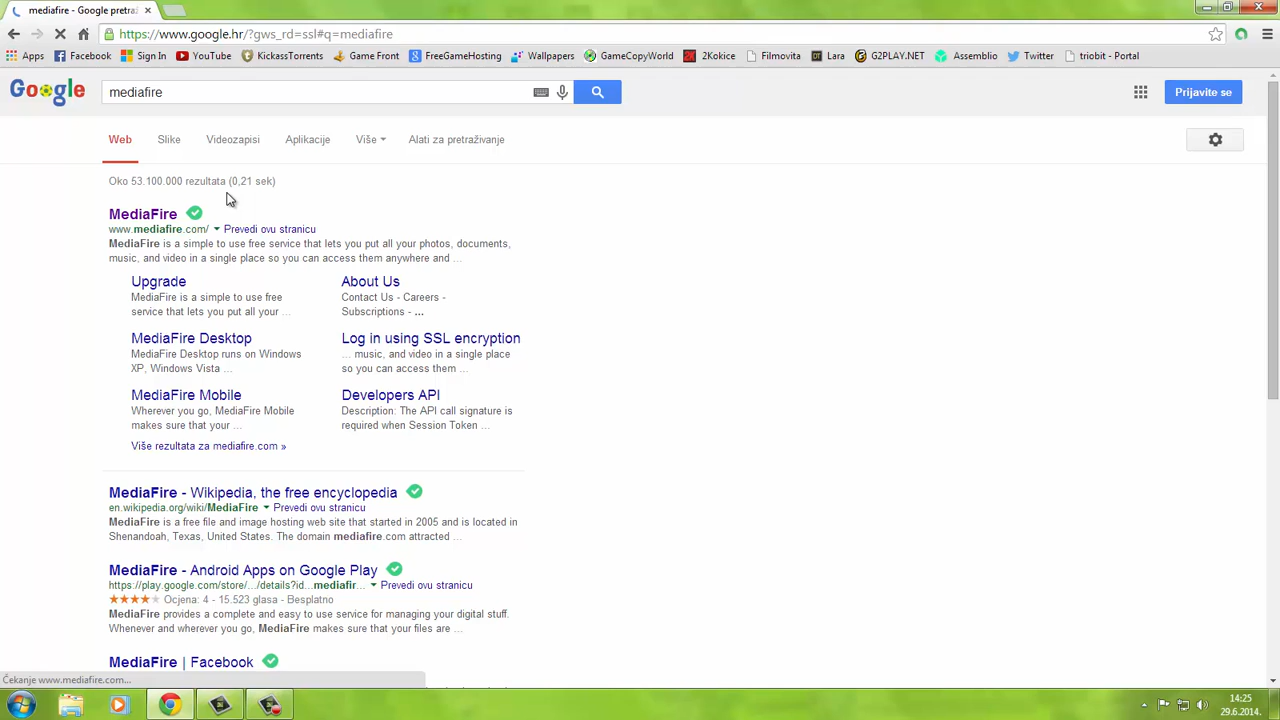 mediafire - Google pretra
https://www.google.hr/?gws_rd=ssl#q=mediafire
Apps Facebook Sign In YouTube KickassTorrents Game Front FreeGameHosting Wallpapers GameCopyWorld 2Kokice Filmovita Lara G2PLAY.NET Assemblio Twitter triobit - Portal
Google
mediafire
Prijavite se
Web Slike Videozapisi Aplikacije Više Alati za pretraživanje
Oko 53.100.000 rezultata (0,21 sek)
MediaFire
www.mediafire.com/ Prevedi ovu stranicu
MediaFire is a simple to use free service that lets you put all your photos, documents,
music, and video in a single place so you can access them anywhere and ...
Upgrade
MediaFire is a simple to use free
service that lets you put all your ...
About Us
Contact Us - Careers -
Subscriptions - ...
MediaFire Desktop
MediaFire Desktop runs on Windows
XP, Windows Vista ...
Log in using SSL encryption
... music, and video in a single place
so you can access them ...
MediaFire Mobile
Wherever you go, MediaFire Mobile
makes sure that your ...
Developers API
Description: The API call signature is
required when Session Token ...
Više rezultata za mediafire.com »
MediaFire - Wikipedia, the free encyclopedia
en.wikipedia.org/wiki/MediaFire Prevedi ovu stranicu
MediaFire is a free file and image hosting web site that started in 2005 and is located in
Shenandoah, Texas, United States. The domain mediafire.com attracted ...
MediaFire - Android Apps on Google Play
https://play.google.com/store/.../details?id...mediafir... Prevedi ovu stranicu
Ocjena: 4 - 15.523 glasa - Besplatno
MediaFire provides a complete and easy to use service for managing your digital stuff.
Whenever and wherever you go, MediaFire makes sure that your files are ...
MediaFire | Facebook
Čekanje www.mediafire.com...
14:25
29.6.2014.